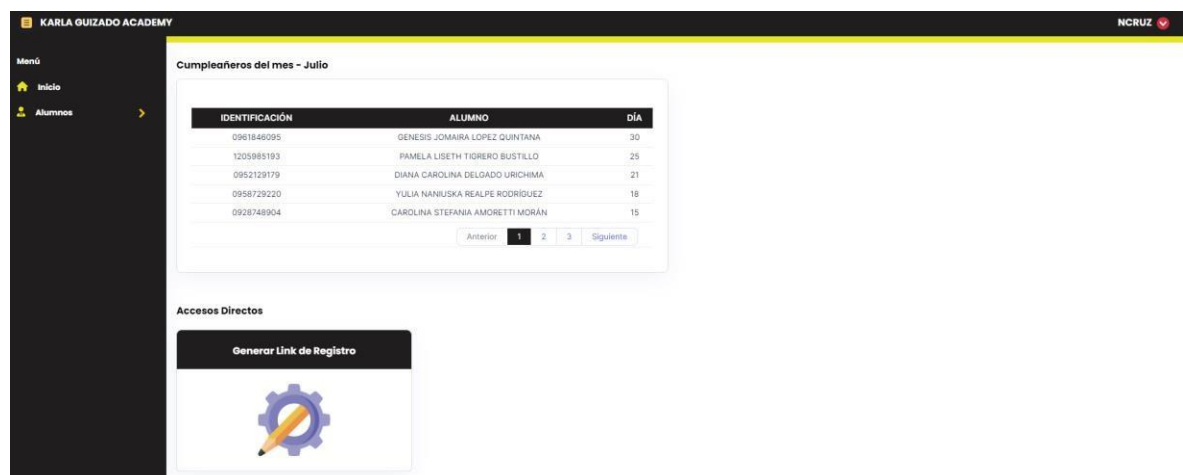 KARLA GUIZADO ACADEMY
NCRUZ
Menú
Inicio
Alumnos
Cumpleañeros del mes - Julio
IDENTIFICACIÓN ALUMNO DÍA
0961846095 GENESIS JOMAIRA LOPEZ QUINTANA 30
1205985193 PAMELA LISETH TIGRERO BUSTILLO 25
0952129179 DIANA CAROLINA DELGADO URICHIMA 21
0958729220 YULIA NANIUSKA REALPE RODRÍGUEZ 18
0928748904 CAROLINA STEFANIA AMORETTI MORÁN 15
Anterior 1 2 3 Siguiente
Accesos Directos
Generar Link de Registro